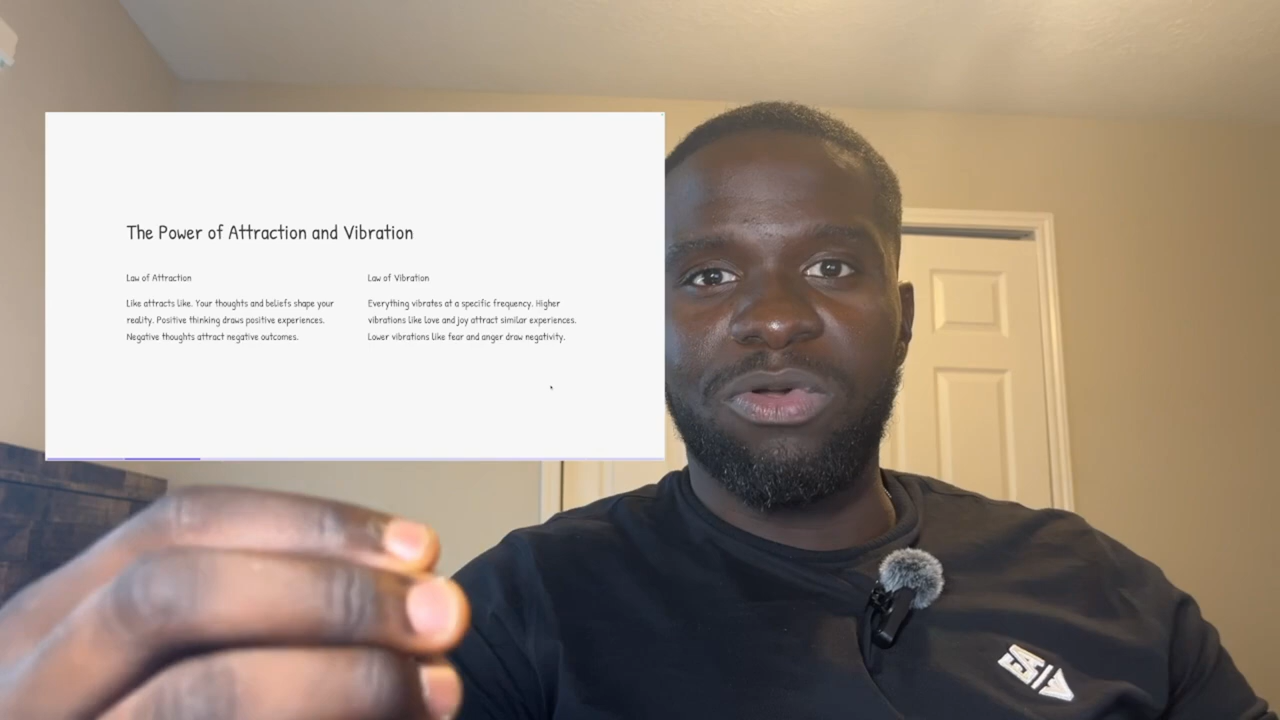 The Power of Attraction and Vibration
Law of Attraction
Like attracts like. Your thoughts and beliefs shape your
reality. Positive thinking draws positive experiences.
Negative thoughts attract negative outcomes.
Law of Vibration
Everything vibrates at a specific frequency. Higher
vibrations like love and joy attract similar experiences.
Lower vibrations like fear and anger draw negativity.